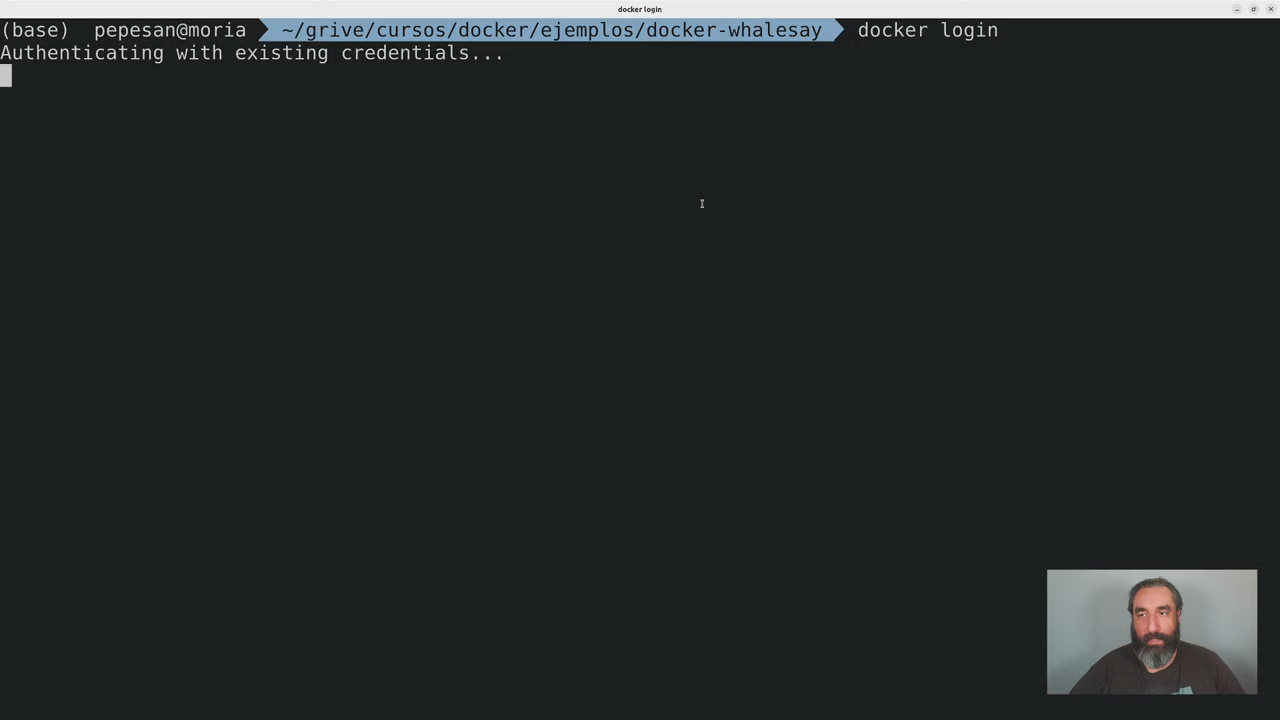 docker login
(base) pepesan@moria ~/grive/cursos/docker/ejemplos/docker-whalesay docker login
Authenticating with existing credentials...